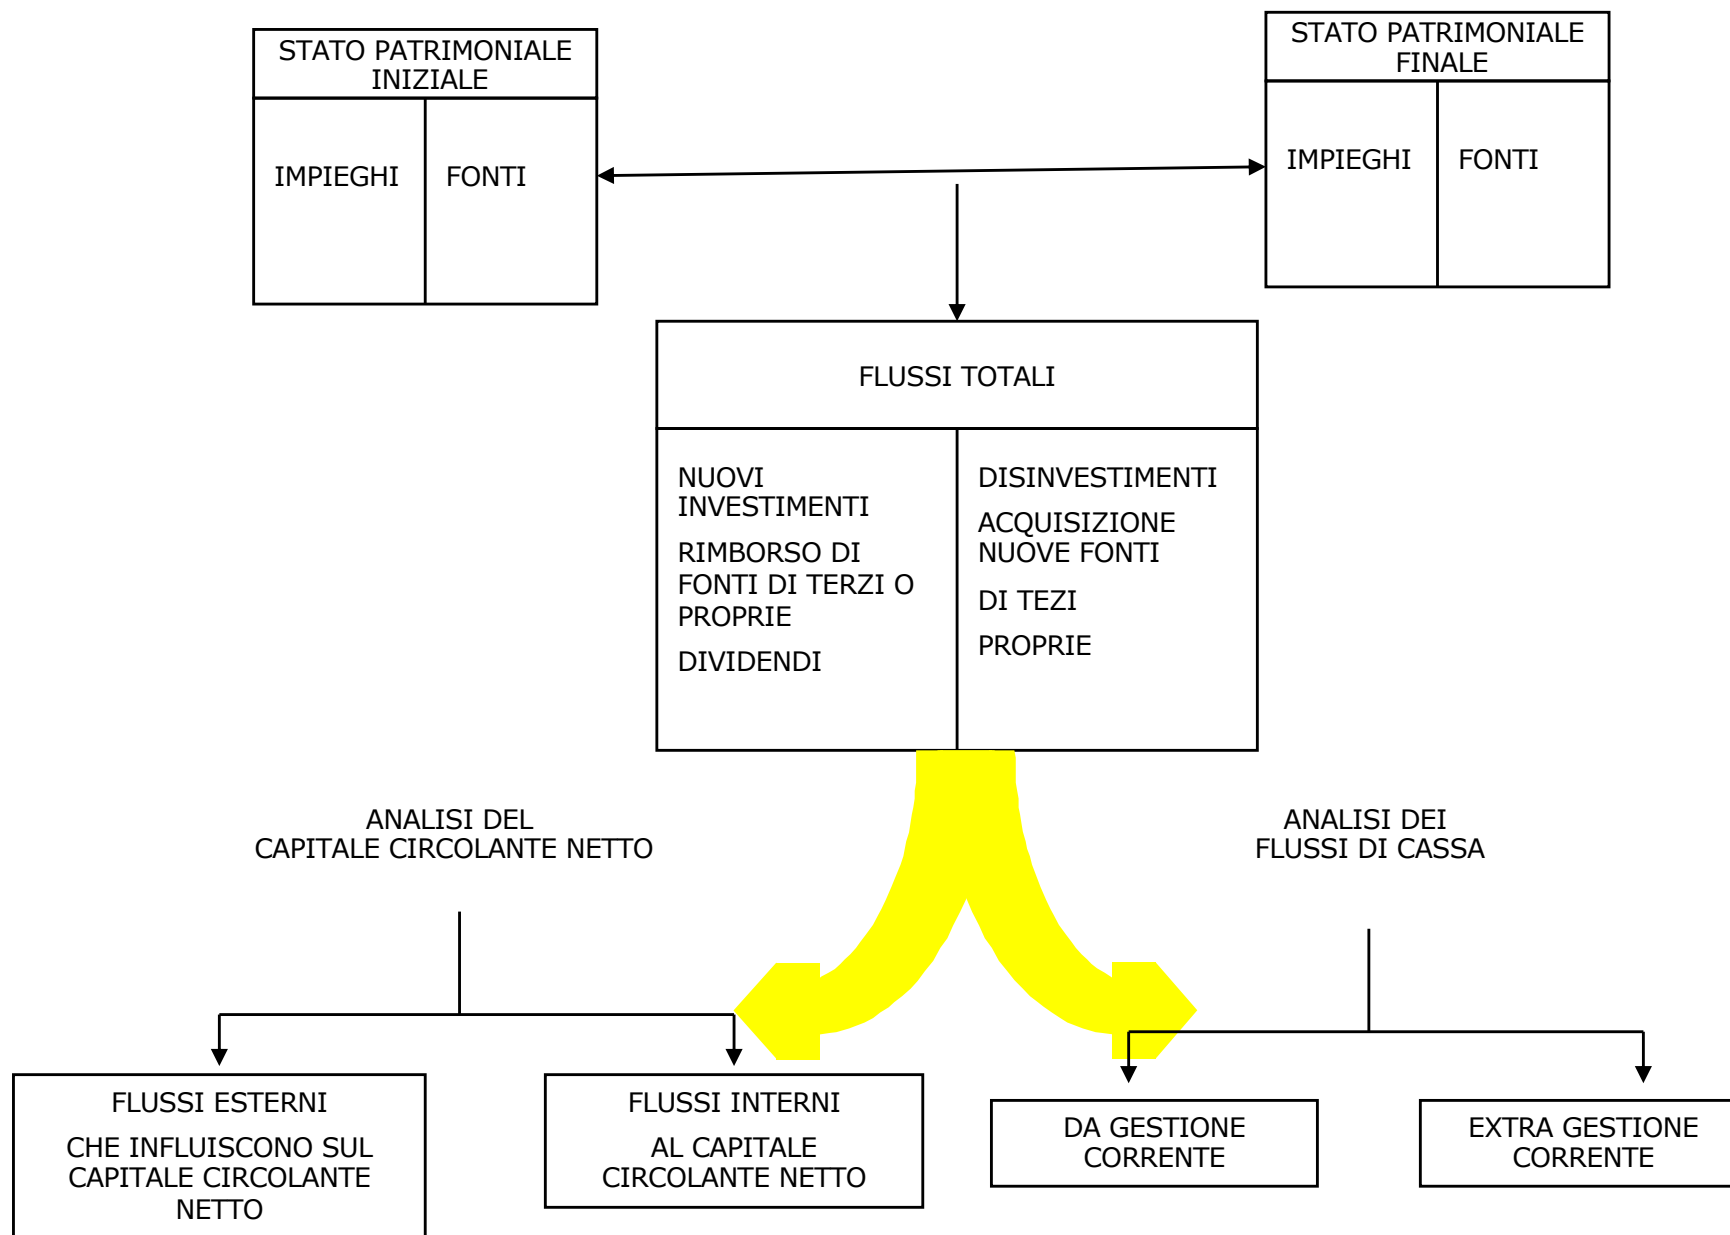 STATO PATRIMONIALE
INIZIALE
IMPIEGHI
FONTI
STATO PATRIMONIALE
FINALE
IMPIEGHI
FONTI
FLUSSI TOTALI
NUOVI
INVESTIMENTI
RIMBORSO DI
FONTI DI TERZI O
PROPRIE
DIVIDENDI
DISINVESTIMENTI
ACQUISIZIONE
NUOVE FONTI
DI TEZI
PROPRIE
ANALISI DEL
CAPITALE CIRCOLANTE NETTO
ANALISI DEI
FLUSSI DI CASSA
FLUSSI ESTERNI
CHE INFLUISCONO SUL
CAPITALE CIRCOLANTE
NETTO
FLUSSI INTERNI
AL CAPITALE
CIRCOLANTE NETTO
DA GESTIONE
CORRENTE
EXTRA GESTIONE
CORRENTE